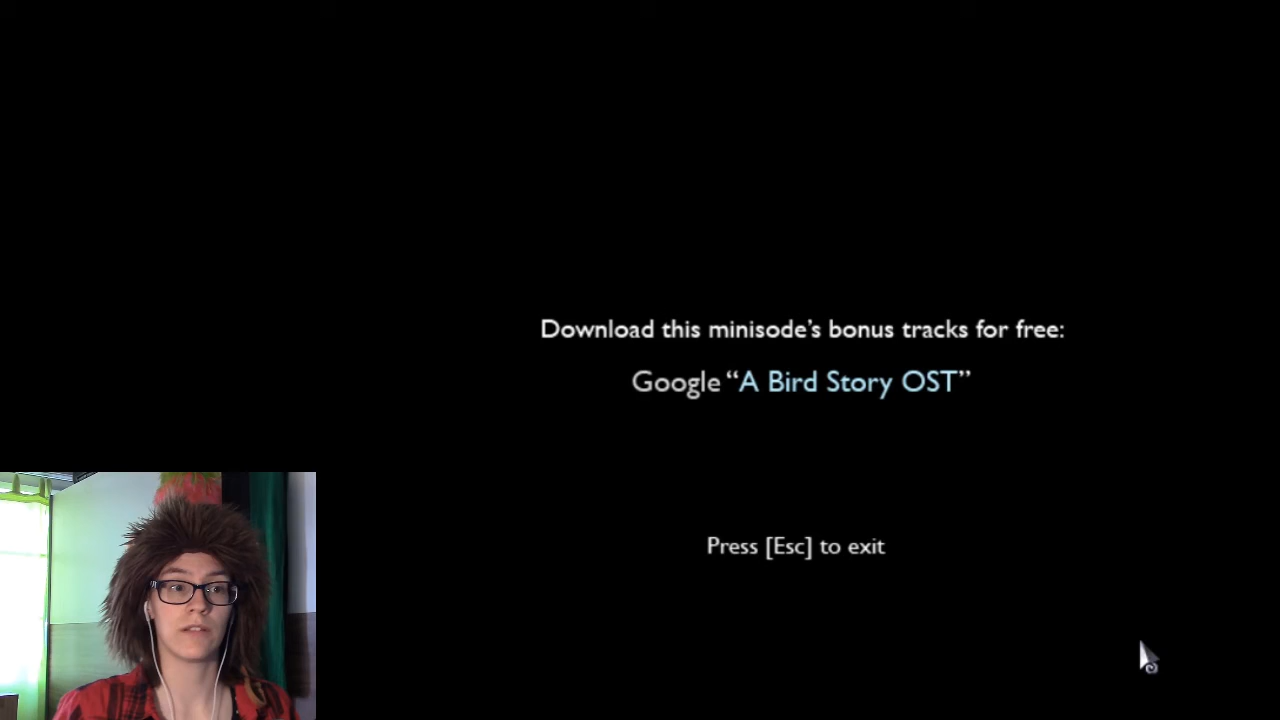 Download this minisode’s bonus tracks for free:
Google “A Bird Story OST”
Press [Esc] to exit